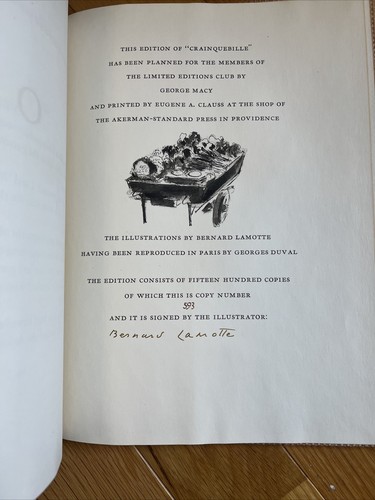 THIS EDITION OF "CRAINQUEBILLE"
HAS BEEN PLANNED FOR THE MEMBERS OF
THE LIMITED EDITIONS CLUB BY
GEORGE MACY
AND PRINTED BY EUGENE A. CLAUSS AT THE SHOP OF
THE AKERMAN-STANDARD PRESS IN PROVIDENCE
THE ILLUSTRATIONS BY BERNARD LAMOTTE
HAVING BEEN REPRODUCED IN PARIS BY GEORGES DUVAL
THE EDITION CONSISTS OF FIFTEEN HUNDRED COPIES
OF WHICH THIS IS COPY NUMBER
593
AND IT IS SIGNED BY THE ILLUSTRATOR:
Bernard Lamotte